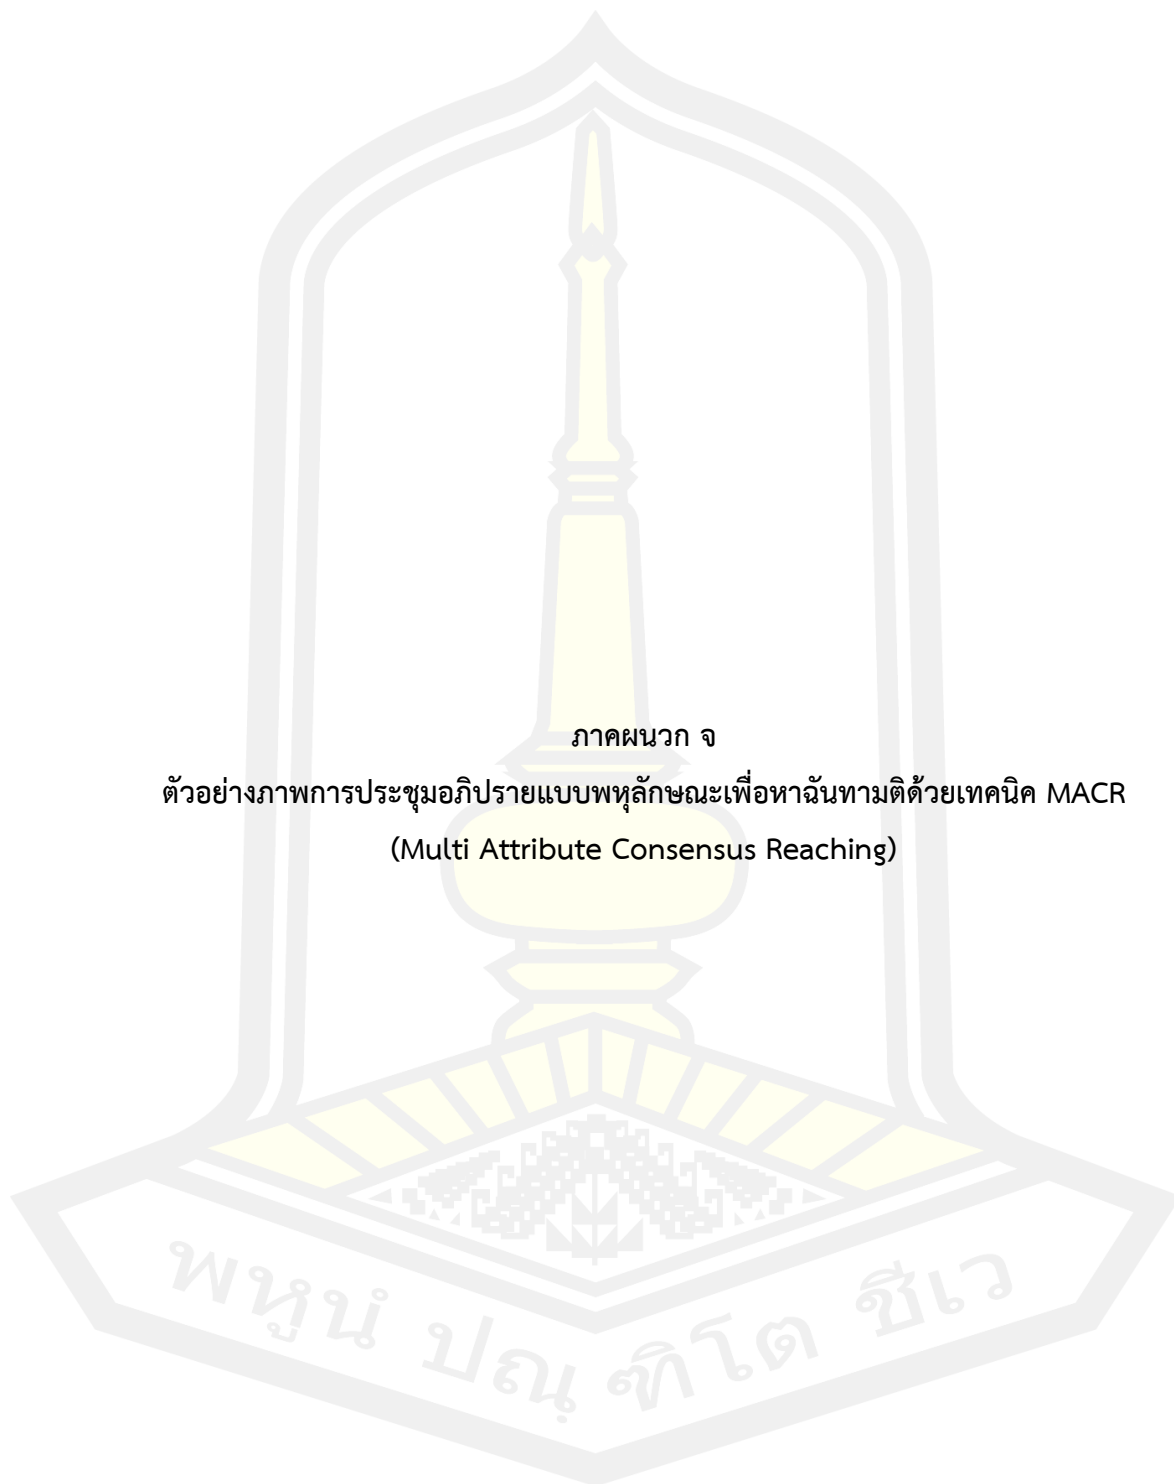 ภาคผนวก จ
ตัวอย่างภาพการประชุมอภิปรายแบบพหุลักษณะเพื่อหาฉันทามติด้วยเทคนิค MACR
(Multi Attribute Consensus Reaching)
พหูนํ ปณฺฑิโต ชีเว